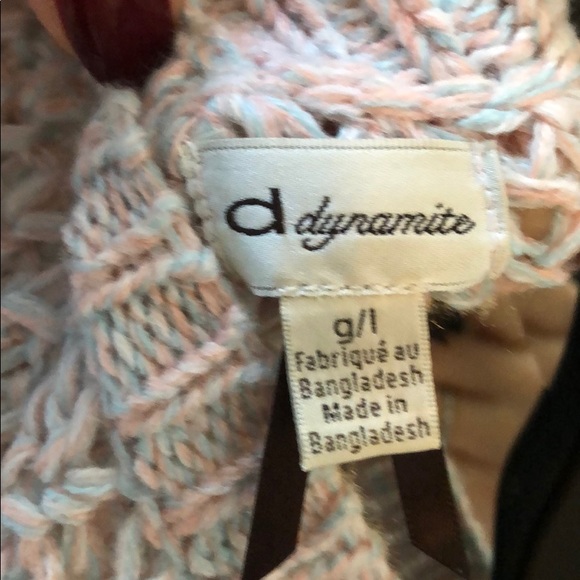 d dynamite
g/l
Fabriqué au
Bangladesh
Made in
Bangladesh